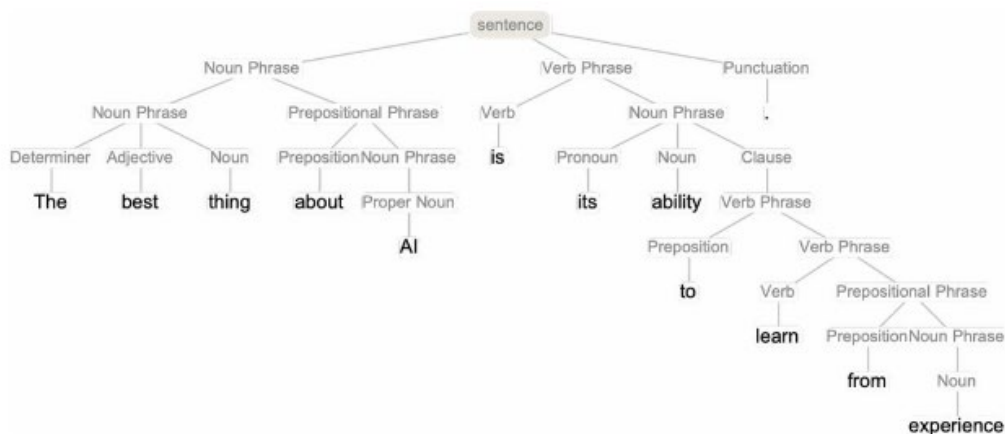 sentence
Noun Phrase Verb Phrase Punctuation
Noun Phrase Prepositional Phrase Verb Noun Phrase .
Determiner Adjective Noun Preposition Noun Phrase is Pronoun Noun Clause
The best thing about Proper Noun its ability Verb Phrase
AI Preposition Verb Phrase
to Verb Prepositional Phrase
learn Preposition Noun Phrase
from Noun
experience